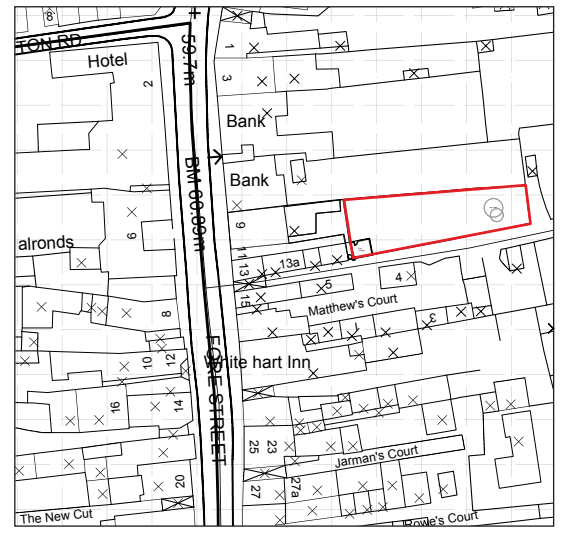 8
TON RD
Hotel
59.7m
1
3
2
Bank
BM 60.89m
Bank
9
6
alronds
11
13
13a
15
5
4
Matthew's Court
8
1
3
FORE STREET
White hart Inn
10
12
16
14
25
23
Jarman's Court
20
27
27a
The New Cut
Rowe's Court